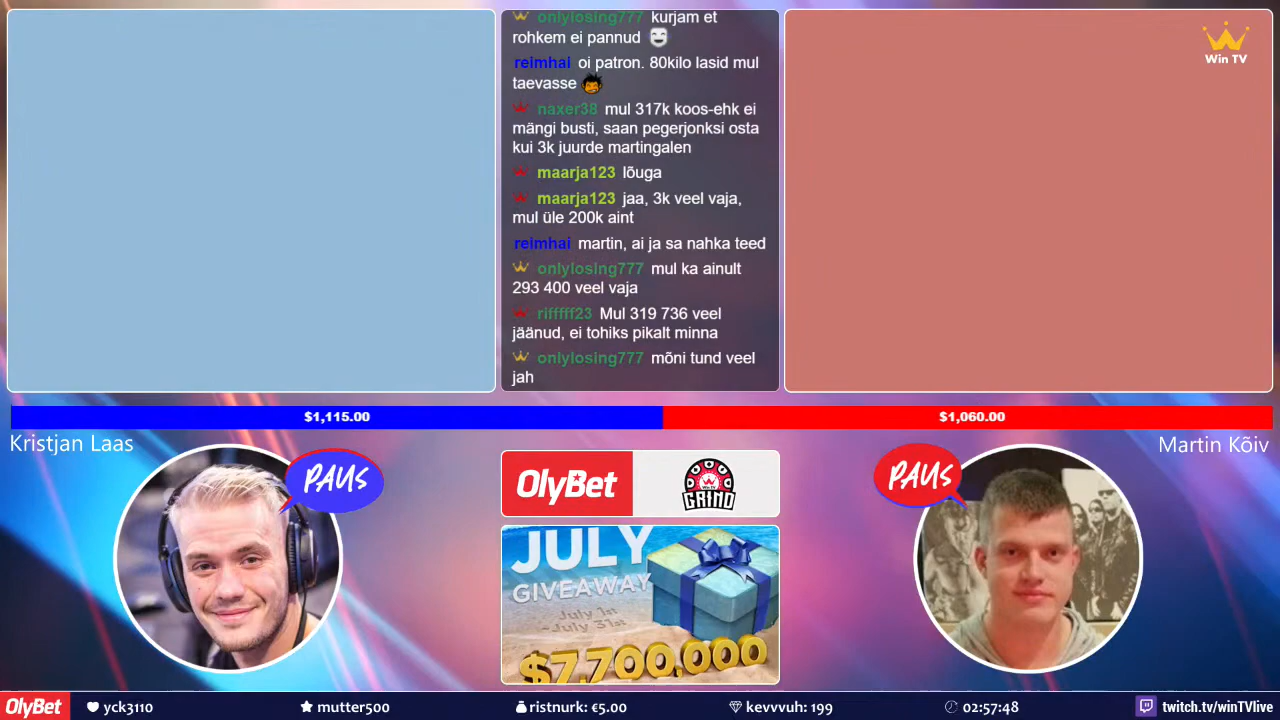 onlylosing777 kurjam et
rohkem ei pannud
reimhai oi patron. 80kilo lasid mul
taevasse
naxer38 mul 317k koos-ehk ei
mängi busti, saan pegerjonksi osta
kui 3k juurde martingalen
maarja123 lõuga
maarja123 jaa, 3k veel vaja,
mul üle 200k aint
reimhai martin, ai ja sa nahka teed
onlylosing777 mul ka ainult
293 400 veel vaja
rifffff23 Mul 319 736 veel
jäänud, ei tohiks pikalt minna
onlylosing777 mõni tund veel
jah
Win TV
$1,115.00
$1,060.00
Kristjan Laas
Martin Kõiv
PAUS
PAUS
OlyBet
Win TV
GRIND
JULY
GIVEAWAY
July 1st
- July 31st
$7,700,000
OlyBet
yck3110
mutter500
ristnurk: €5.00
kevvvuh: 199
02:57:48
twitch.tv/winTVlive